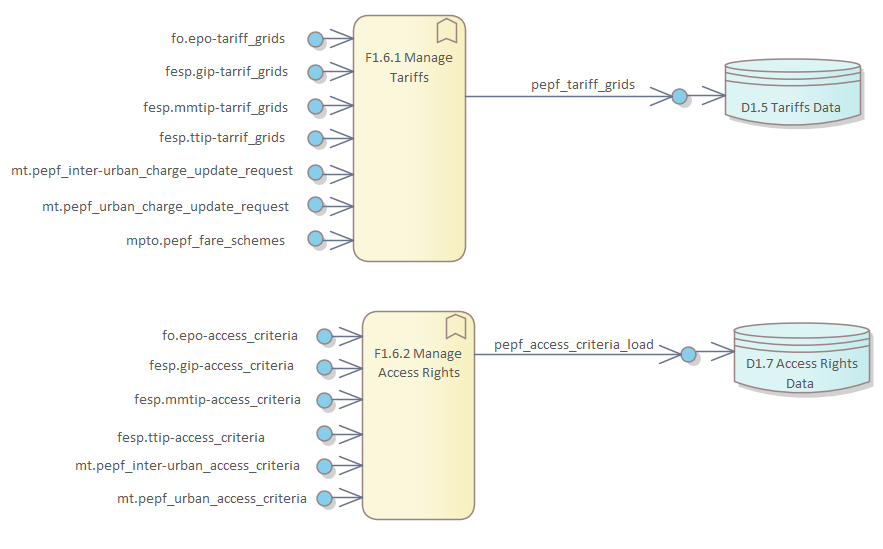 fo.epo-tariff_grids
fesp.gip-tarrif_grids
fesp.mmtip-tarrif_grids
fesp.ttip-tarrif_grids
mt.pepf_inter-urban_charge_update_request
mt.pepf_urban_charge_update_request
mpto.pepf_fare_schemes
F1.6.1 Manage
Tariffs
pepf_tariff_grids
D1.5 Tariffs Data
fo.epo-access_criteria
fesp.gip-access_criteria
fesp.mmtip-access_criteria
fesp.ttip-access_criteria
mt.pepf_inter-urban_access_criteria
mt.pepf_urban_access_criteria
F1.6.2 Manage
Access Rights
pepf_access_criteria_load
D1.7 Access Rights
Data